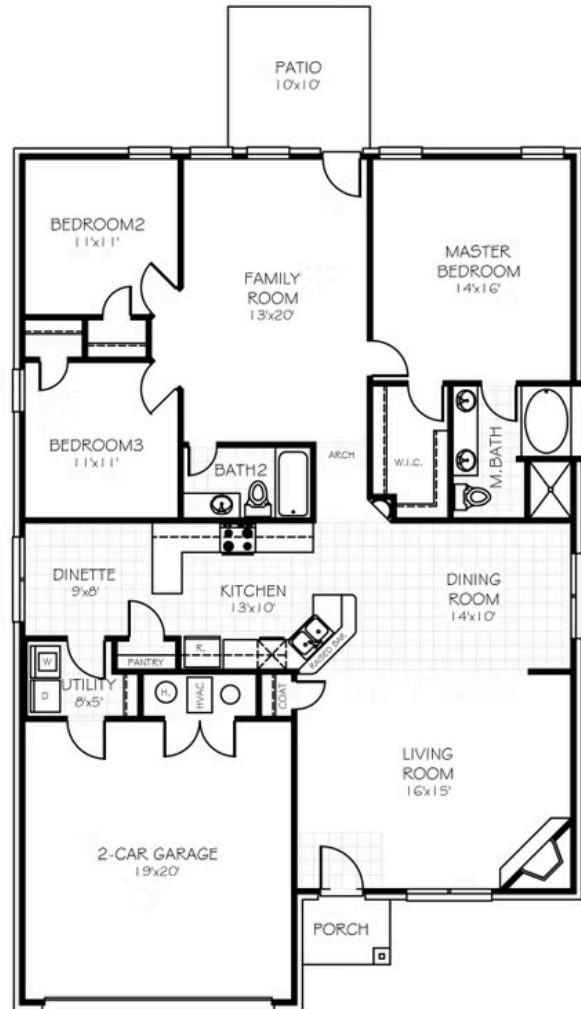 PATIO
10'x10'
BEDROOM2
11'x11'
MASTER
BEDROOM
14'x16'
FAMILY
ROOM
13'x20'
BEDROOM3
11'x11'
BATH2
ARCH
W.I.C.
M.BATH
DINETTE
9'x8'
KITCHEN
13'x10'
DINING
ROOM
14'x10'
R.
PANTRY
RAISED BAR
W
D
UTILITY
8'x5'
H.
HVAC
COAT
LIVING
ROOM
16'x15'
2-CAR GARAGE
19'x20'
PORCH